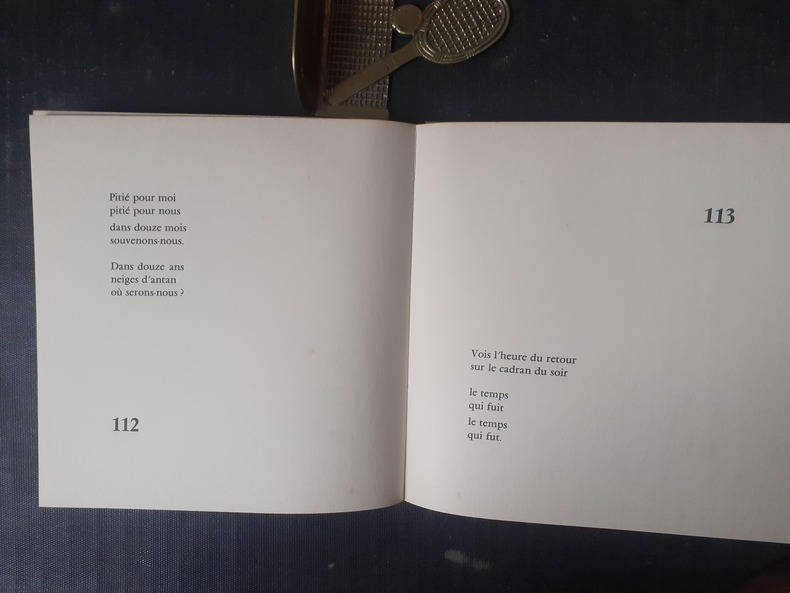 Pitié pour moi
pitié pour nous
dans douze mois
souvenons-nous.
Dans douze ans
neiges d'antan
où serons-nous ?
112
113
Vois l'heure du retour
sur le cadran du soir
le temps
qui fuit
le temps
qui fut.